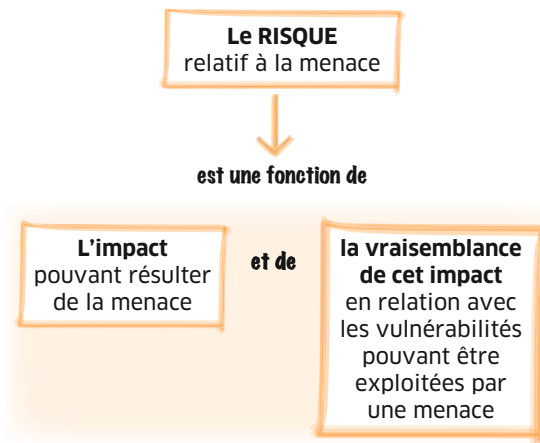 Le RISQUE
relatif à la menace
est une fonction de
L'impact
pouvant résulter
de la menace
et de
la vraisemblance
de cet impact
en relation avec
les vulnérabilités
pouvant être
exploitées par
une menace